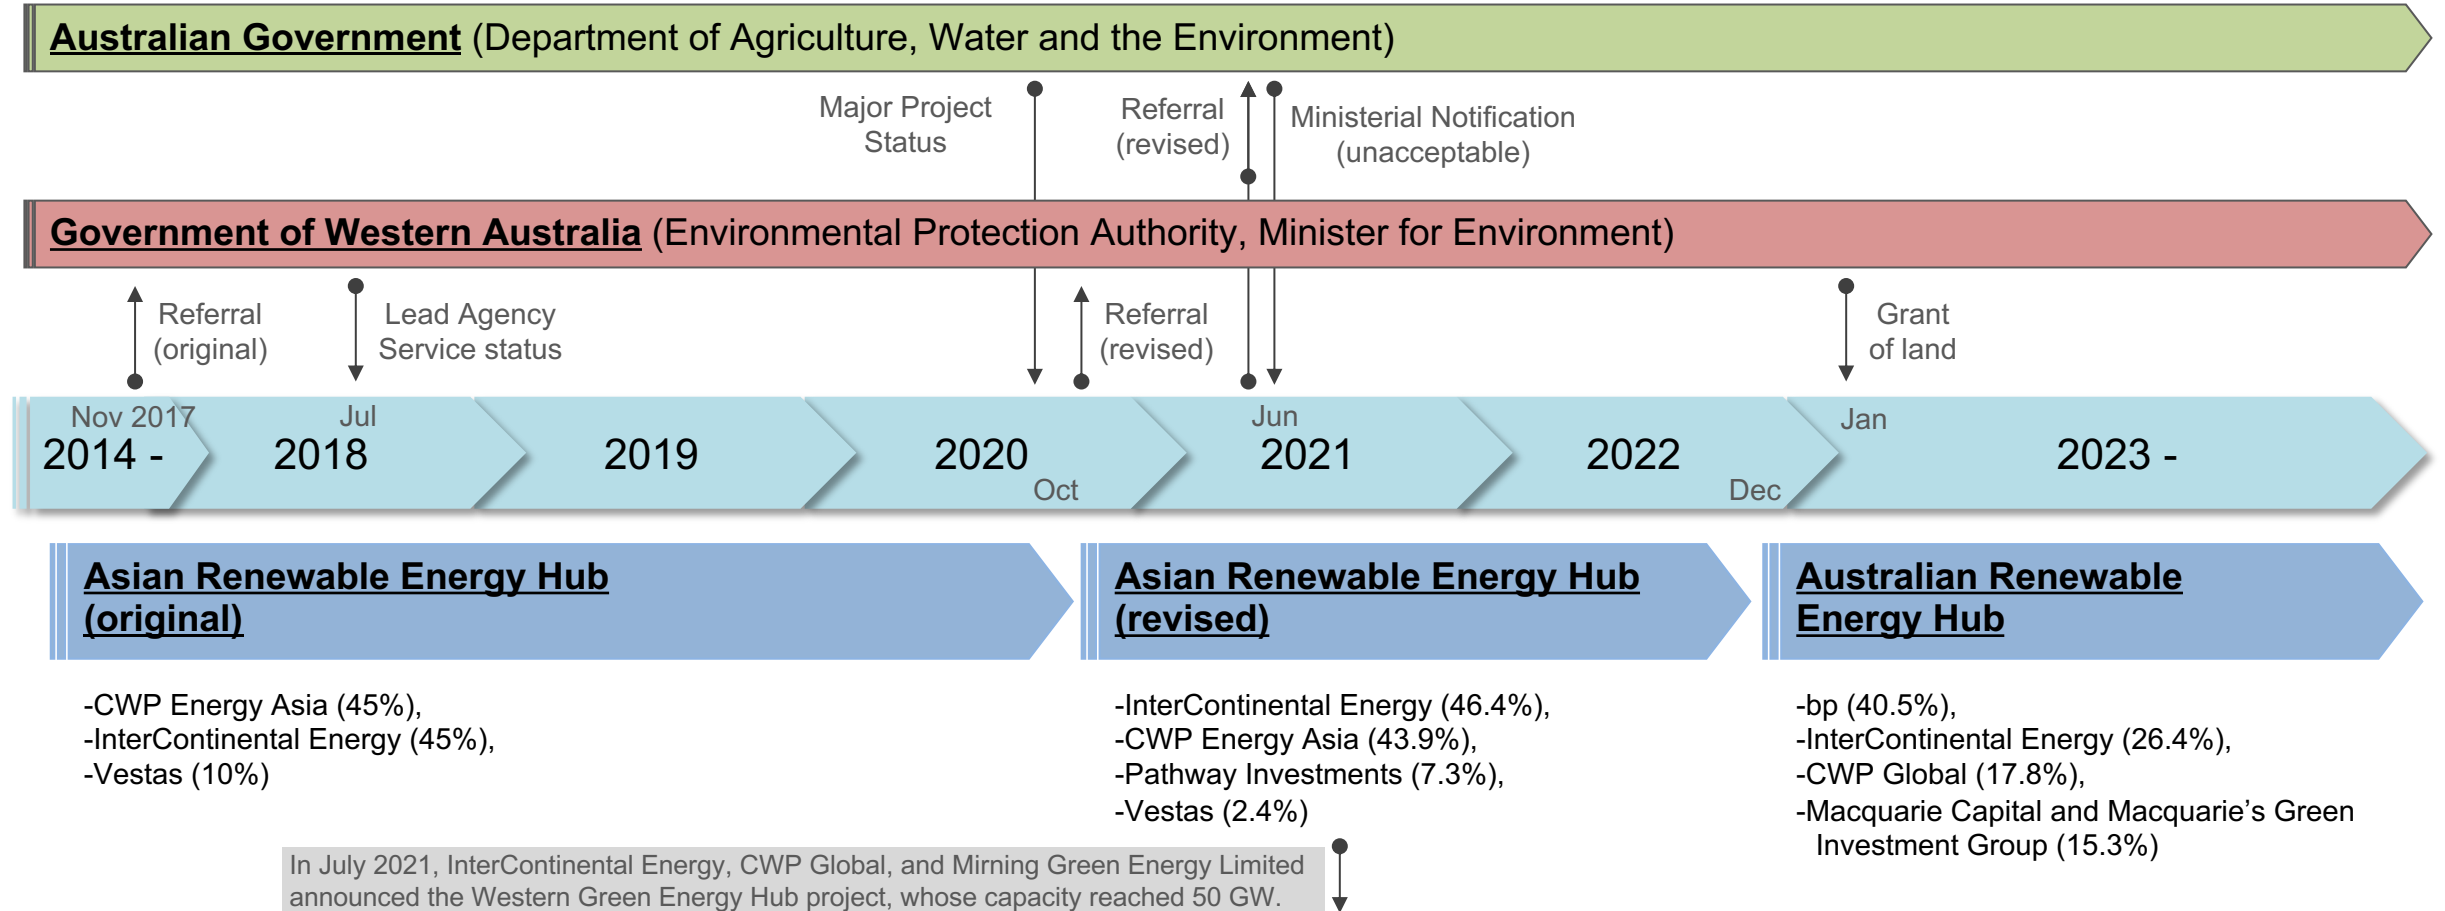 Australian Government (Department of Agriculture, Water and the Environment)
Major Project
Status
Referral
(revised)
Ministerial Notification
(unacceptable)
Government of Western Australia (Environmental Protection Authority, Minister for Environment)
Referral
(original)
Lead Agency
Service status
Referral
(revised)
Grant
of land
Nov 2017
2014 -
Jul
2018
2019
2020
Oct
Jun
2021
2022
Dec
Jan
2023 -
Asian Renewable Energy Hub
(original)
Asian Renewable Energy Hub
(revised)
Australian Renewable
Energy Hub
-CWP Energy Asia (45%),
-InterContinental Energy (45%),
-Vestas (10%)
-InterContinental Energy (46.4%),
-CWP Energy Asia (43.9%),
-Pathway Investments (7.3%),
-Vestas (2.4%)
-bp (40.5%),
-InterContinental Energy (26.4%),
-CWP Global (17.8%),
-Macquarie Capital and Macquarie’s Green
Investment Group (15.3%)
In July 2021, InterContinental Energy, CWP Global, and Mirning Green Energy Limited
announced the Western Green Energy Hub project, whose capacity reached 50 GW.